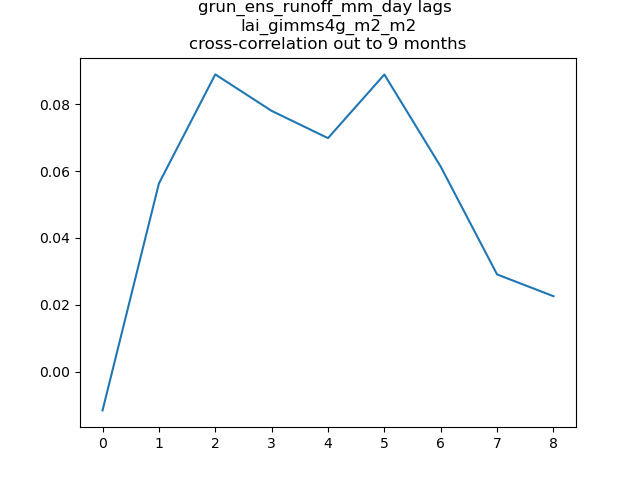 grun_ens_runoff_mm_day lags
lai_gimms4g_m2_m2
cross-correlation out to 9 months
0.08
0.06
0.04
0.02
0.00
0 1 2 3 4 5 6 7 8